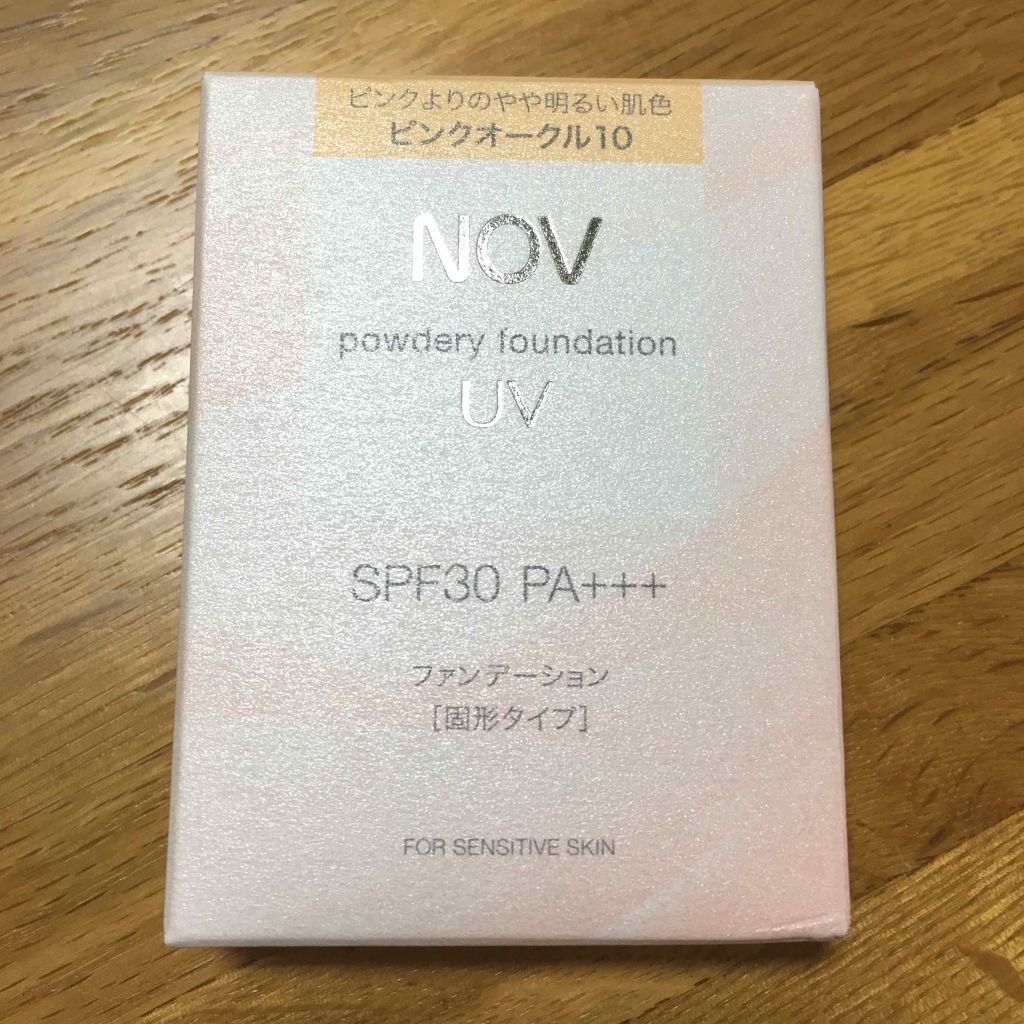 ピンクよりのやや明るい肌色
ピンクオークル10
NOV
powdery foundation
UV
SPF30 PA+++
ファンデーション
[固形タイプ]
FOR SENSITIVE SKIN